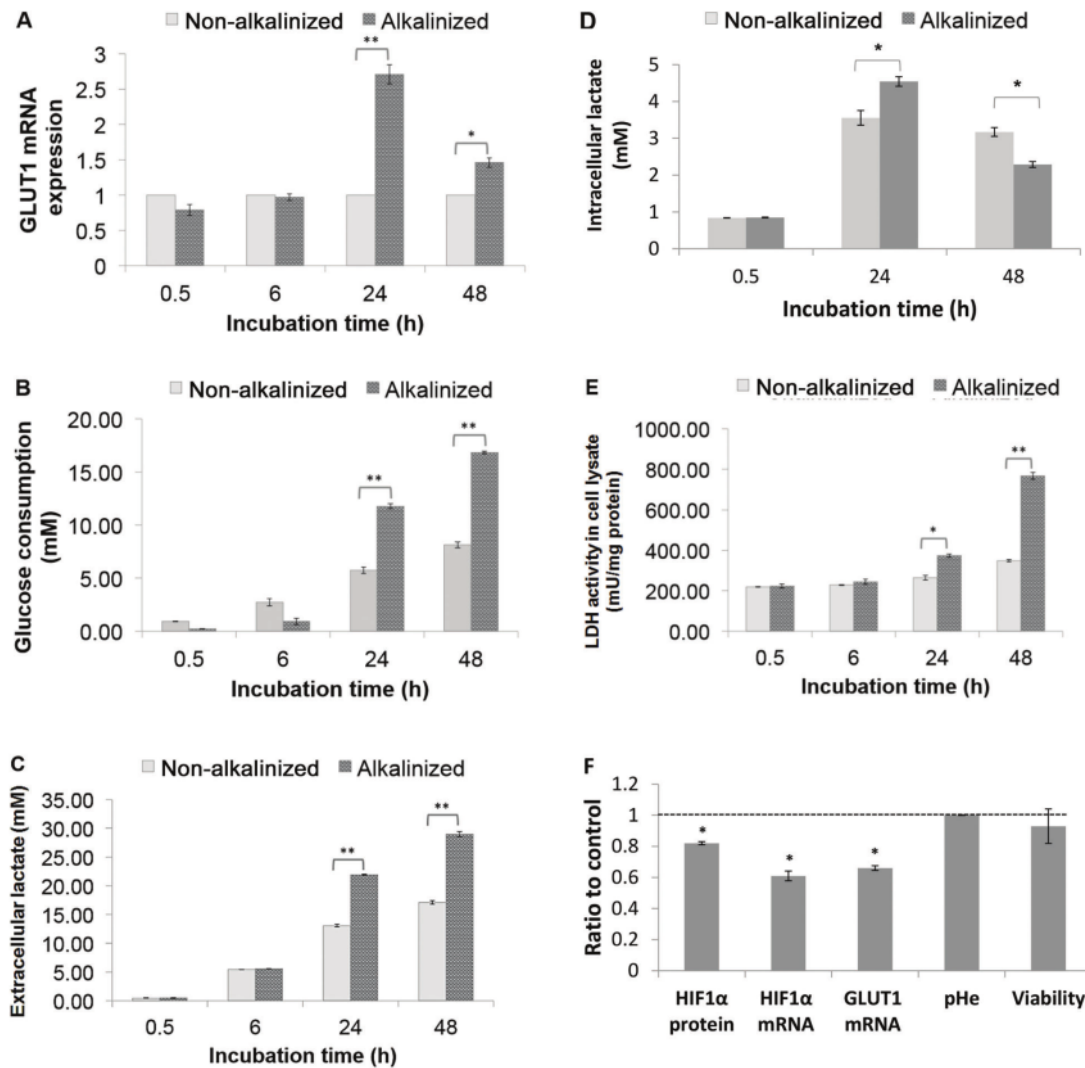 A
Non-alkalinized Alkalinized
GLUT1 mRNA
expression
3
2.5
2
1.5
1
0.5
0
**
*
0.5 6 24 48
Incubation time (h)
B
Non-alkalinized Alkalinized
Glucose consumption
(mM)
20.00
15.00
10.00
5.00
0.00
**
**
0.5 6 24 48
Incubation time (h)
C
Non-alkalinized Alkalinized
Extracellular lactate (mM)
35.00
30.00
25.00
20.00
15.00
10.00
5.00
0.00
**
**
0.5 6 24 48
Incubation time (h)
D
Non-alkalinized Alkalinized
Intracellular lactate
(mM)
5
4
3
2
1
0
*
*
0.5 24 48
Incubation time (h)
E
Non-alkalinized Alkalinized
LDH activity in cell lysate
(mU/mg protein)
1000.00
800.00
600.00
400.00
200.00
0.00
*
**
0.5 6 24 48
Incubation time (h)
F
Ratio to control
1.2
1
0.8
0.6
0.4
0.2
0
*
*
*
HIF1α HIF1α GLUT1 pHe Viability
protein mRNA mRNA